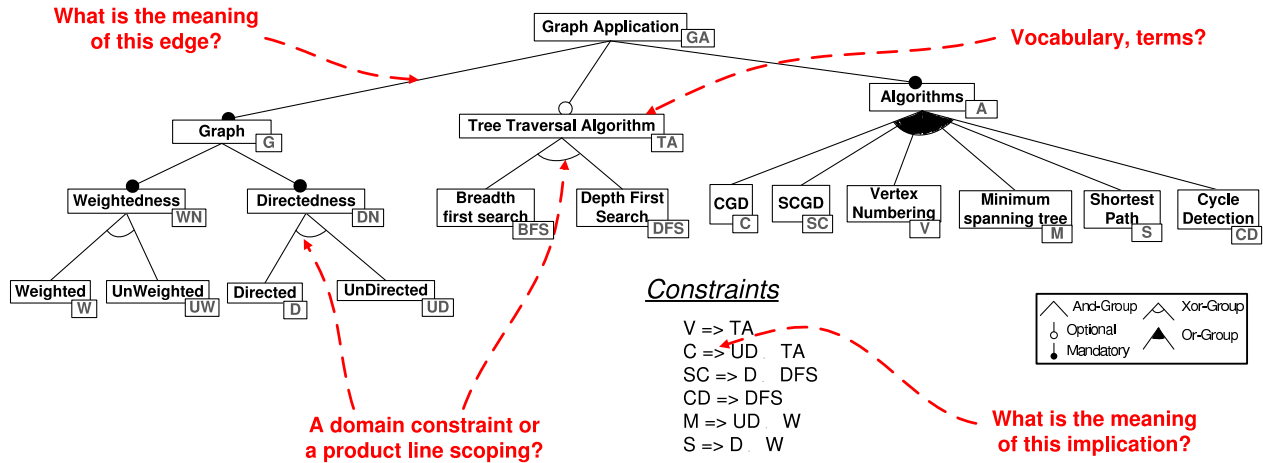 What is the meaning
of this edge?
Graph Application
GA
Vocabulary, terms?
Algorithms
A
Graph
G
Tree Traversal Algorithm
TA
Weightedness
WN
Directedness
DN
Breadth
first search
BFS
Depth First
Search
DFS
CGD
C
SCGD
SC
Vertex
Numbering
V
Minimum
spanning tree
M
Shortest
Path
S
Cycle
Detection
CD
Weighted
W
UnWeighted
UW
Directed
D
UnDirected
UD
Constraints
V => TA
C => UD TA
SC => D DFS
CD => DFS
M => UD W
S => D W
And-Group
Xor-Group
Optional
Or-Group
Mandatory
A domain constraint or
a product line scoping?
What is the meaning
of this implication?